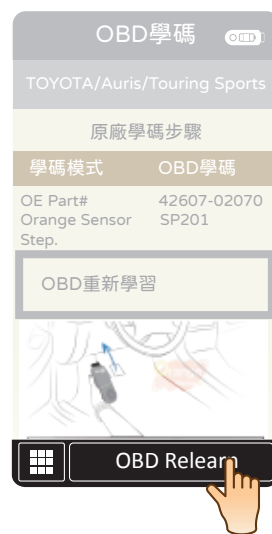 OBD學碼
TOYOTA/Auris/Touring Sports
原廠學碼步驟
學碼模式 OBD學碼
OE Part# 42607-02070
Orange Sensor SP201
Step.
OBD重新學習
OBD Relearn